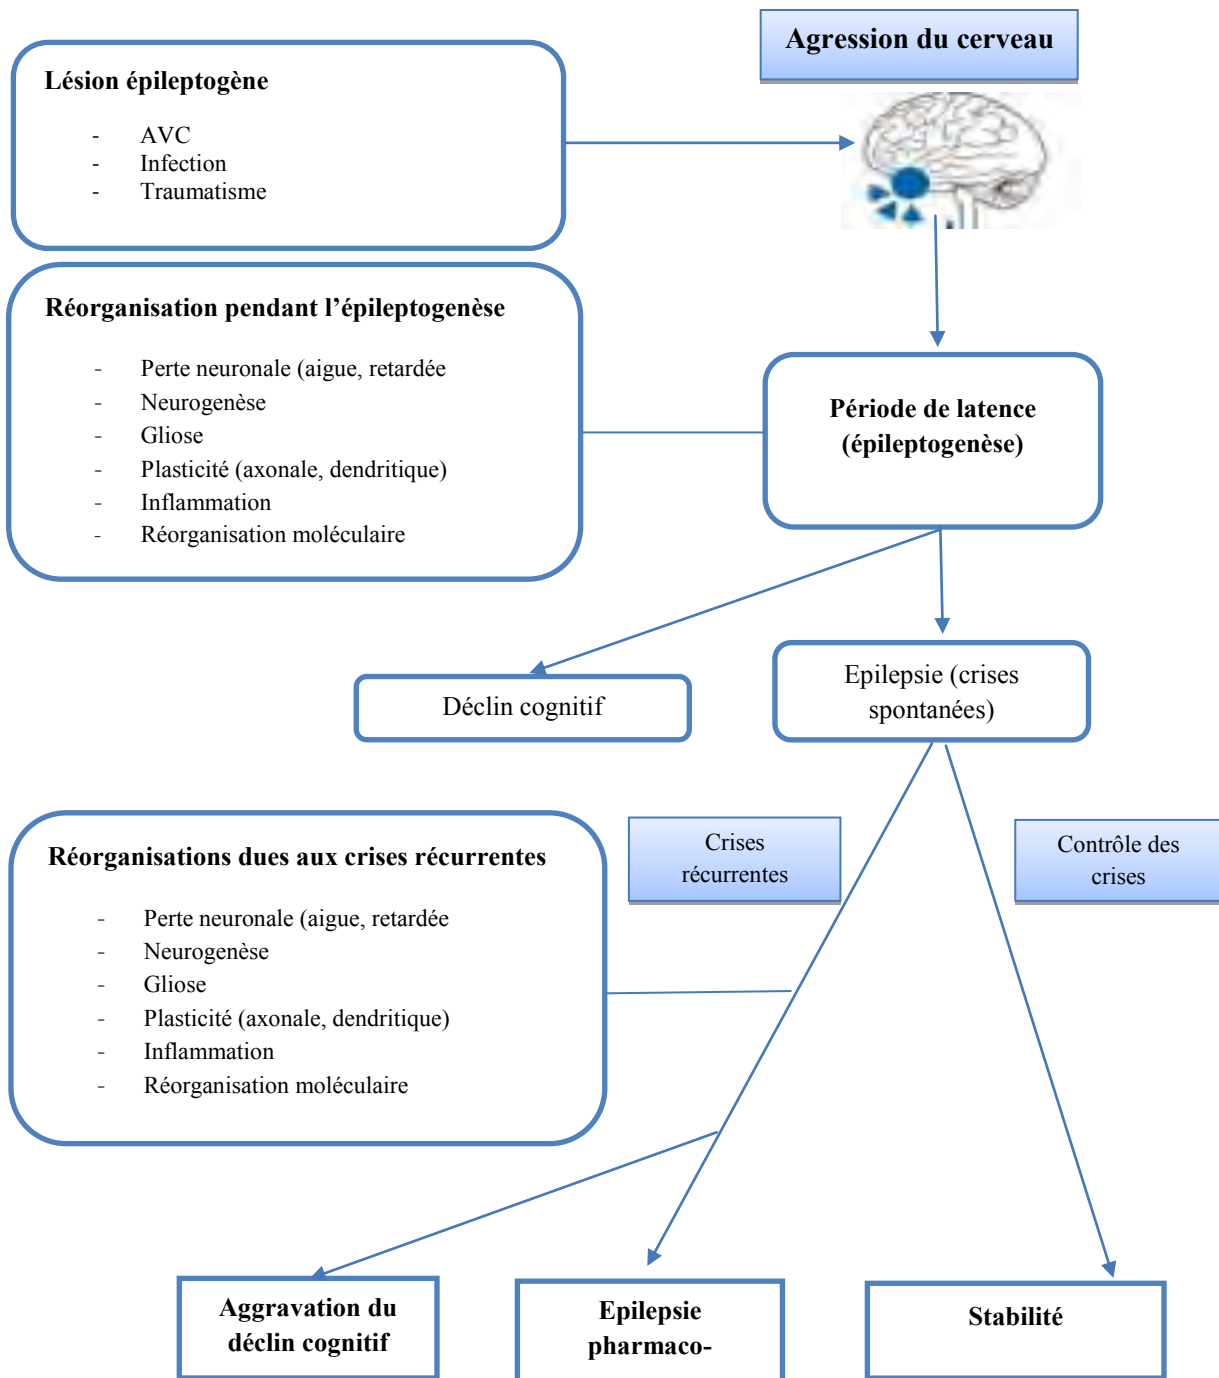 Agression du cerveau
Lésion épileptogène
- AVC
- Infection
- Traumatisme
Réorganisation pendant l’épileptogenèse
- Perte neuronale (aigue, retardée
- Neurogenèse
- Gliose
- Plasticité (axonale, dendritique)
- Inflammation
- Réorganisation moléculaire
Période de latence
(épileptogenèse)
Déclin cognitif
Epilepsie (crises
spontanées)
Réorganisations dues aux crises récurrentes
- Perte neuronale (aigue, retardée
- Neurogenèse
- Gliose
- Plasticité (axonale, dendritique)
- Inflammation
- Réorganisation moléculaire
Crises
récurrentes
Contrôle des
crises
Aggravation du
déclin cognitif
Epilepsie
pharmaco-
Stabilité